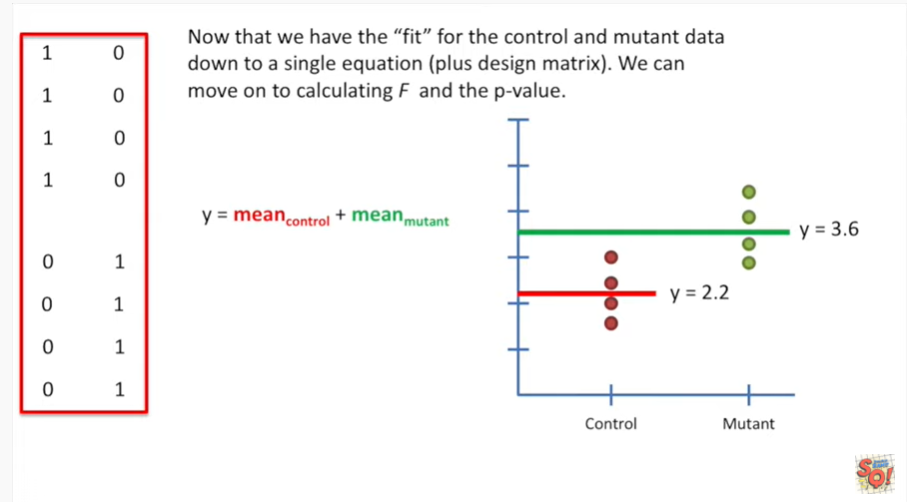 Now that we have the “fit” for the control and mutant data
down to a single equation (plus design matrix). We can
move on to calculating F and the p-value.
1 0
1 0
1 0
1 0
0 1
0 1
0 1
0 1
y = meancontrol + meanmutant
y = 3.6
y = 2.2
Control Mutant